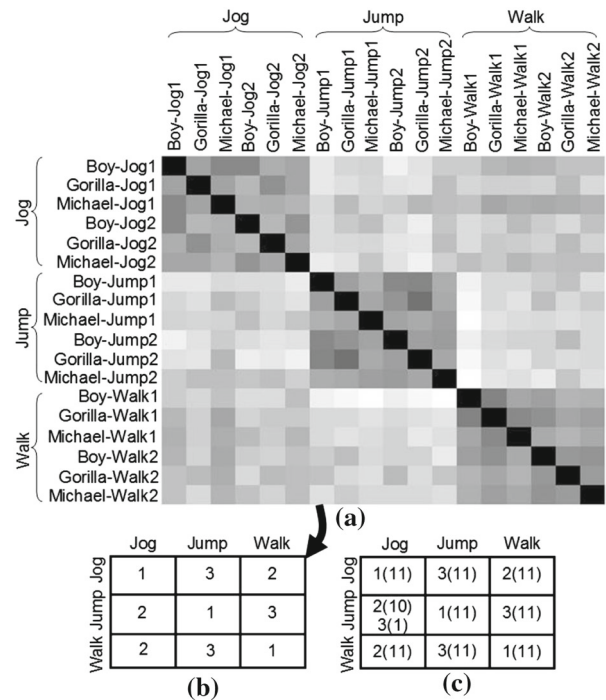 Jog Jump Walk
Boy-Jog1 Gorilla-Jog1 Michael-Jog1 Boy-Jog2 Gorilla-Jog2 Michael-Jog2 Boy-Jump1 Gorilla-Jump1 Michael-Jump1 Boy-Jump2 Gorilla-Jump2 Michael-Jump2 Boy-Walk1 Gorilla-Walk1 Michael-Walk1 Boy-Walk2 Gorilla-Walk2 Michael-Walk2
Jog
Boy-Jog1
Gorilla-Jog1
Michael-Jog1
Boy-Jog2
Gorilla-Jog2
Michael-Jog2
Jump
Boy-Jump1
Gorilla-Jump1
Michael-Jump1
Boy-Jump2
Gorilla-Jump2
Michael-Jump2
Walk
Boy-Walk1
Gorilla-Walk1
Michael-Walk1
Boy-Walk2
Gorilla-Walk2
Michael-Walk2
(a)
Jog Jump Walk
Jog 1 3 2
Jump 2 1 3
Walk 2 3 1
(b)
Jog Jump Walk
Jog 1(11) 3(11) 2(11)
Jump 2(10) 3(1) 1(11) 3(11)
Walk 2(11) 3(11) 1(11)
(c)